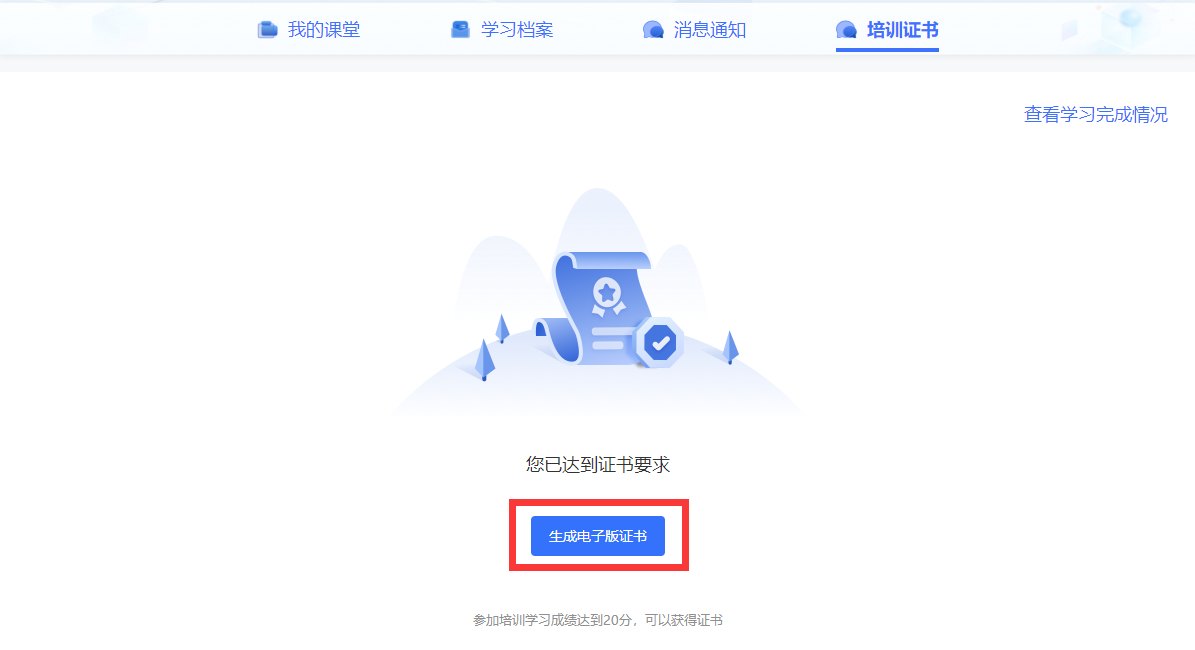 我的课堂 学习档案 消息通知 培训证书
查看学习完成情况
您已达到证书要求
生成电子版证书
参加培训学习成绩达到20分，可以获得证书